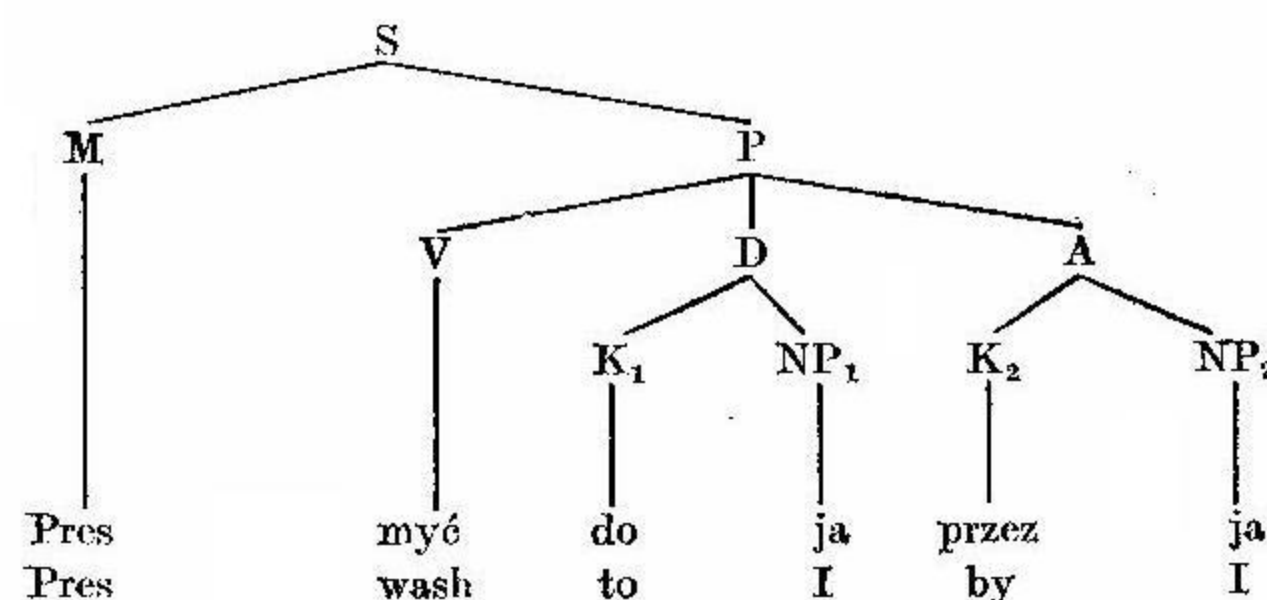 S
M P
V D A
K₁ NP₁ K₂ NP₂
Pres myć do ja przez ja
Pres wash to I by I